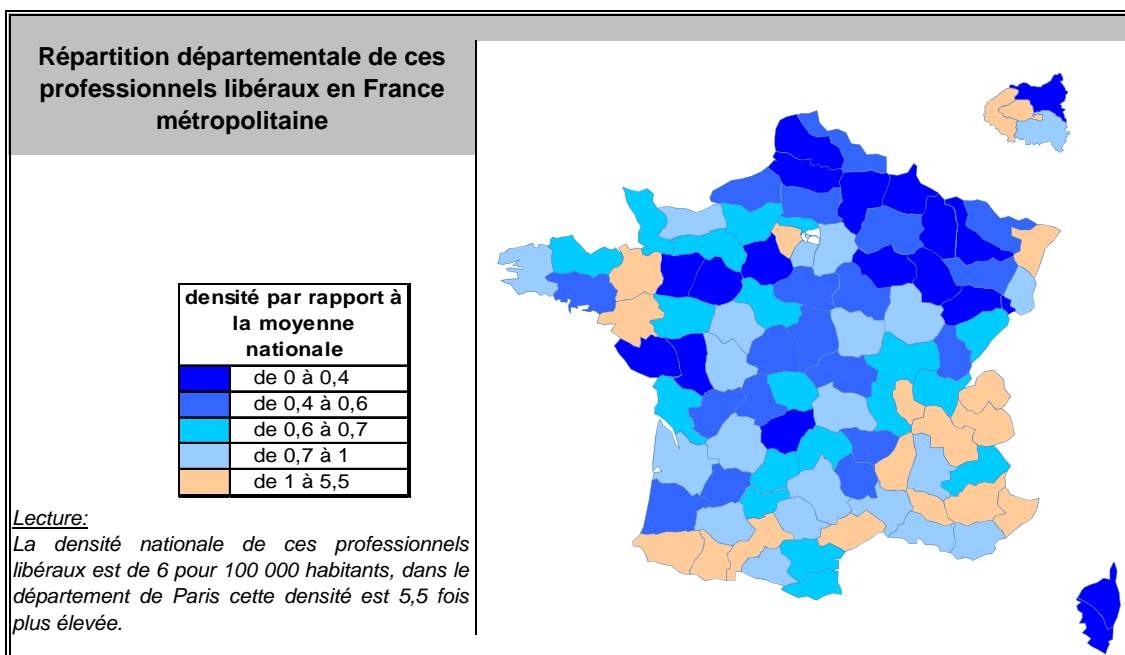 Répartition départementale de ces
professionnels libéraux en France
métropolitaine
densité par rapport à
la moyenne
nationale
de 0 à 0,4
de 0,4 à 0,6
de 0,6 à 0,7
de 0,7 à 1
de 1 à 5,5
Lecture:
La densité nationale de ces professionnels
libéraux est de 6 pour 100 000 habitants, dans le
département de Paris cette densité est 5,5 fois
plus élevée.